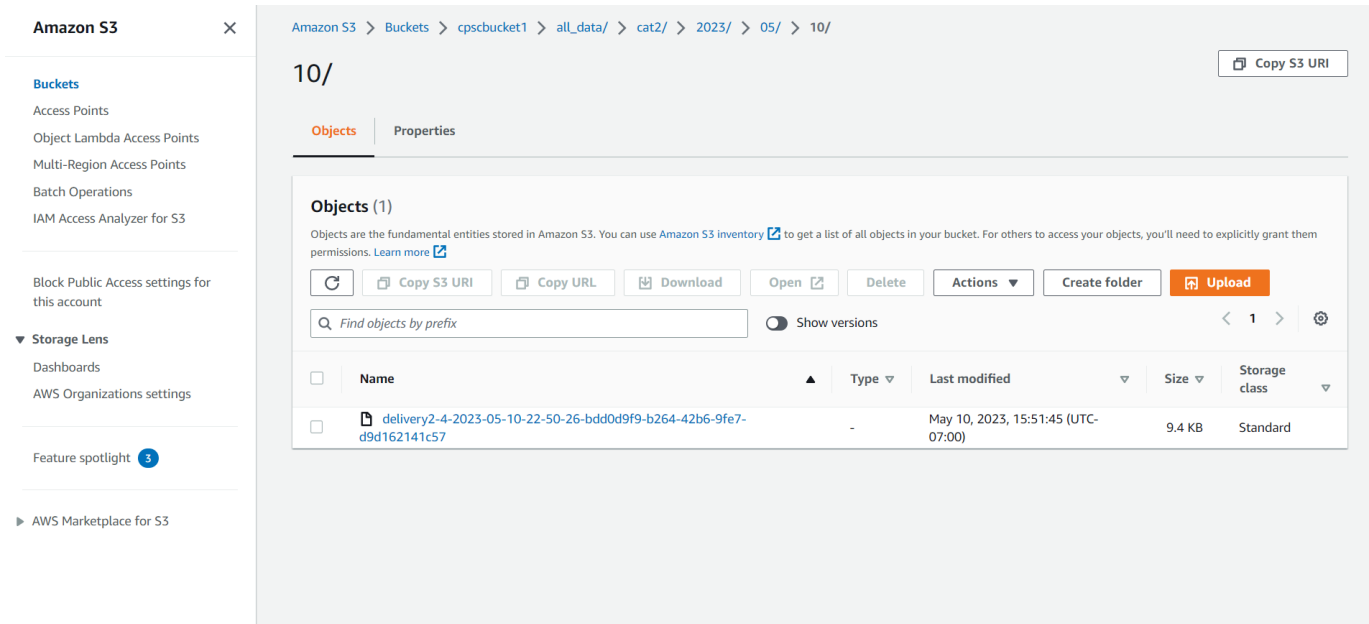 Amazon S3
Buckets
Access Points
Object Lambda Access Points
Multi-Region Access Points
Batch Operations
IAM Access Analyzer for S3
Block Public Access settings for
this account
Storage Lens
Dashboards
AWS Organizations settings
Feature spotlight 3
AWS Marketplace for S3
Amazon S3 > Buckets > cpscbucket1 > all_data/ > cat2/ > 2023/ > 05/ > 10/
10/
Copy S3 URI
Objects Properties
Objects (1)
Objects are the fundamental entities stored in Amazon S3. You can use Amazon S3 inventory to get a list of all objects in your bucket. For others to access your objects, you'll need to explicitly grant them
permissions. Learn more
Copy S3 URI Copy URL Download Open Delete Actions Create folder Upload
Find objects by prefix Show versions < 1 >
Name Type Last modified Size Storage
class
delivery2-4-2023-05-10-22-50-26-bdd0d9f9-b264-42b6-9fe7-
d9d162141c57
-
May 10, 2023, 15:51:45 (UTC-
07:00)
9.4 KB
Standard